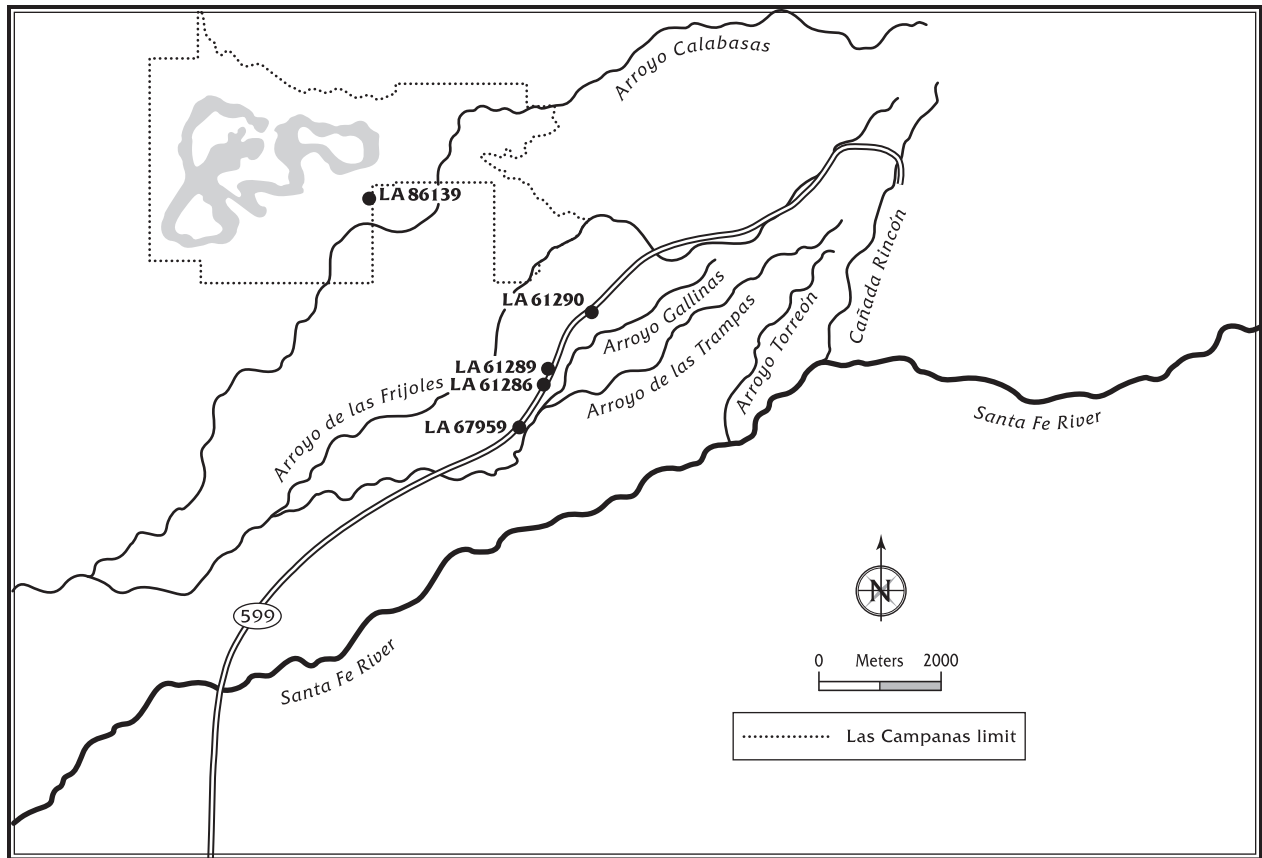 Arroyo Calabasas
LA 86139
Cañada Rincón
LA 61290
Arroyo Gallinas
Arroyo de las Trampas
Arroyo Torreón
LA 61289
Arroyo de las Frijoles
LA 61286
Santa Fe River
LA 67959
N
599
Santa Fe River
0 Meters 2000
Las Campanas limit